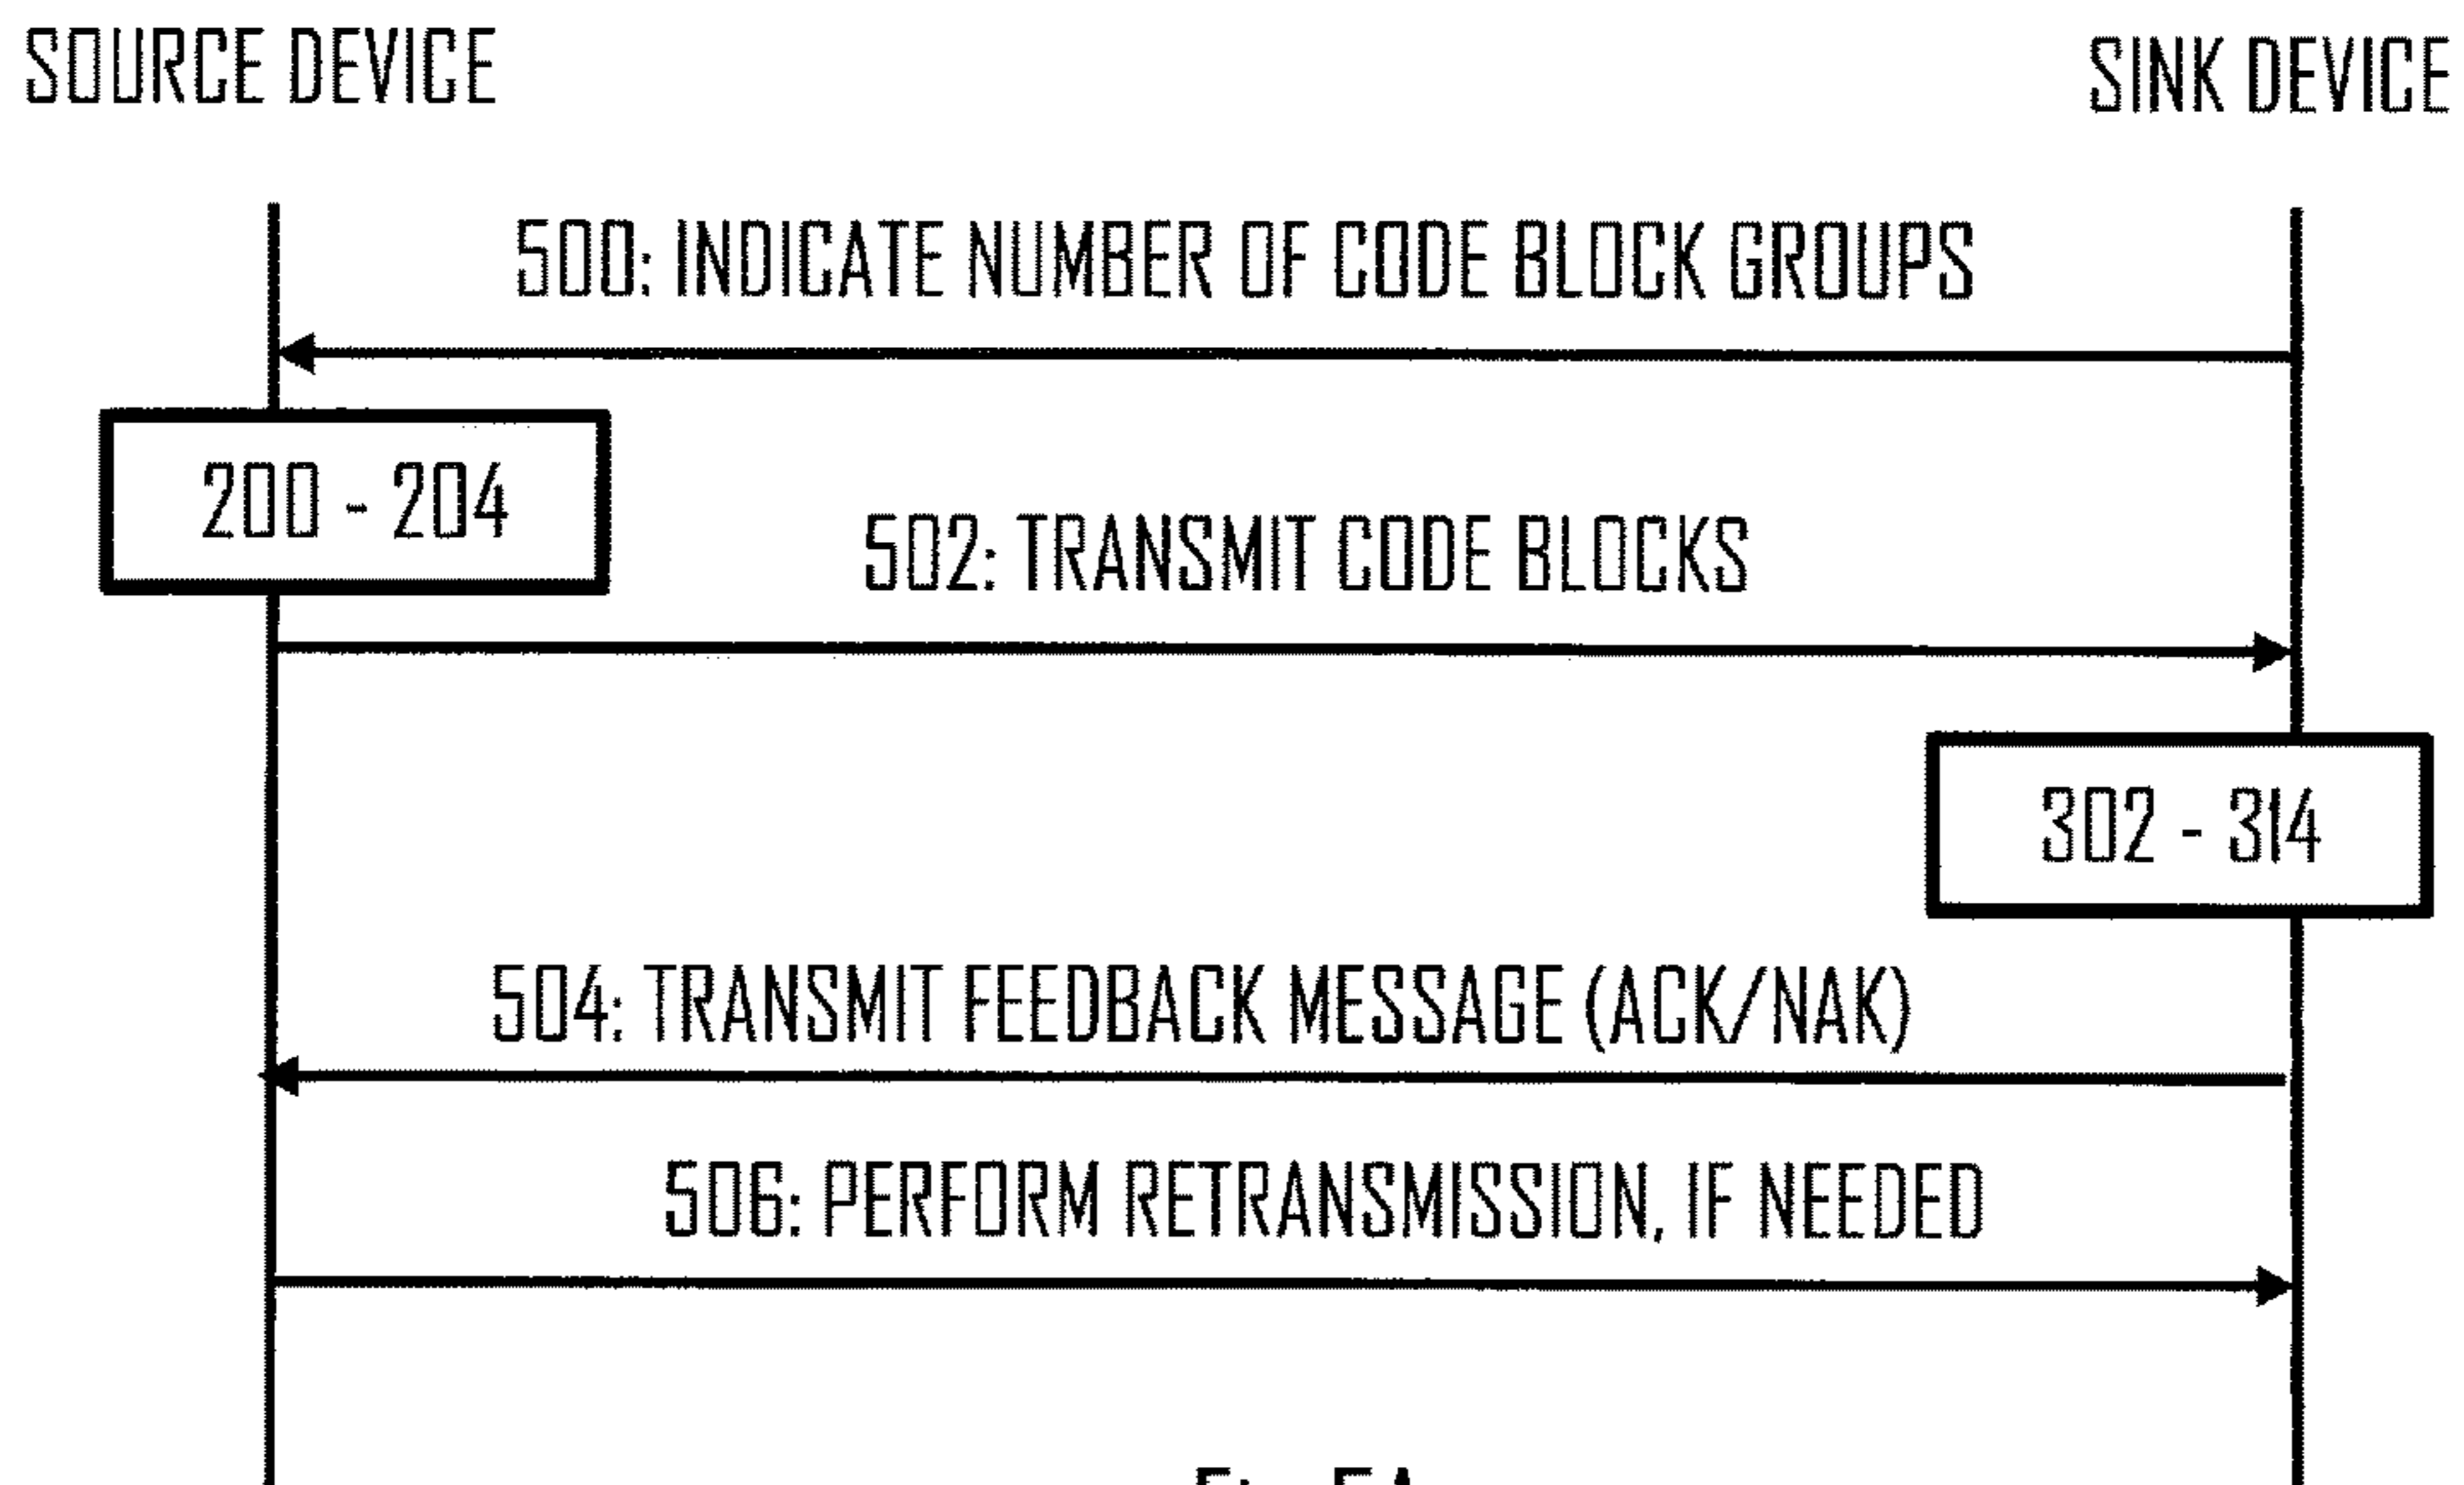 SOURCE DEVICE
SINK DEVICE
500: INDICATE NUMBER OF CODE BLOCK GROUPS
200 - 204
502: TRANSMIT CODE BLOCKS
302 - 314
504: TRANSMIT FEEDBACK MESSAGE (ACK/NAK)
506: PERFORM RETRANSMISSION, IF NEEDED